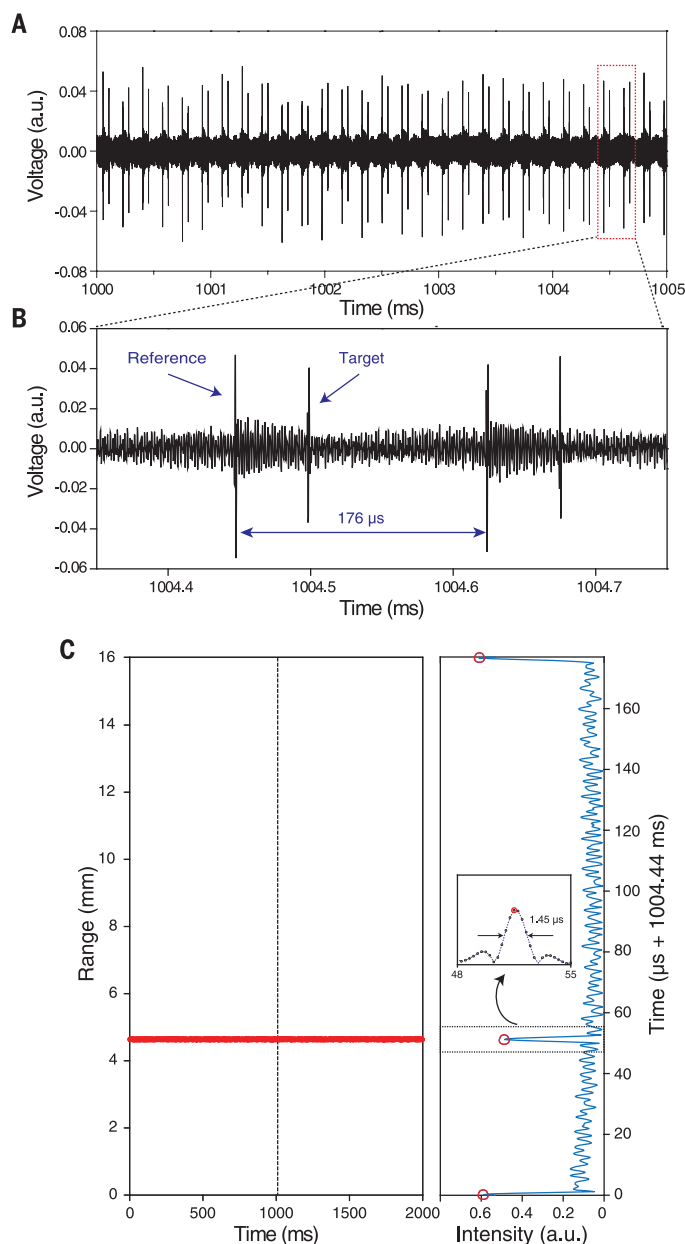 A
0.08
0.04
0.00
-0.04
-0.08
Voltage (a.u.)
1000 1001 1002 1003 1004 1005
Time (ms)
B
0.06
0.04
0.02
0.00
-0.02
-0.04
-0.06
Voltage (a.u.)
Reference
Target
176 µs
1004.4 1004.5 1004.6 1004.7
Time (ms)
C
16
14
12
10
8
6
4
2
0
Range (mm)
0 500 1000 1500 2000
Time (ms)
1.45 µs
48 55
160
140
120
100
80
60
40
20
0
Time (µs + 1004.44 ms)
0.6 0.4 0.2 0
Intensity (a.u.)